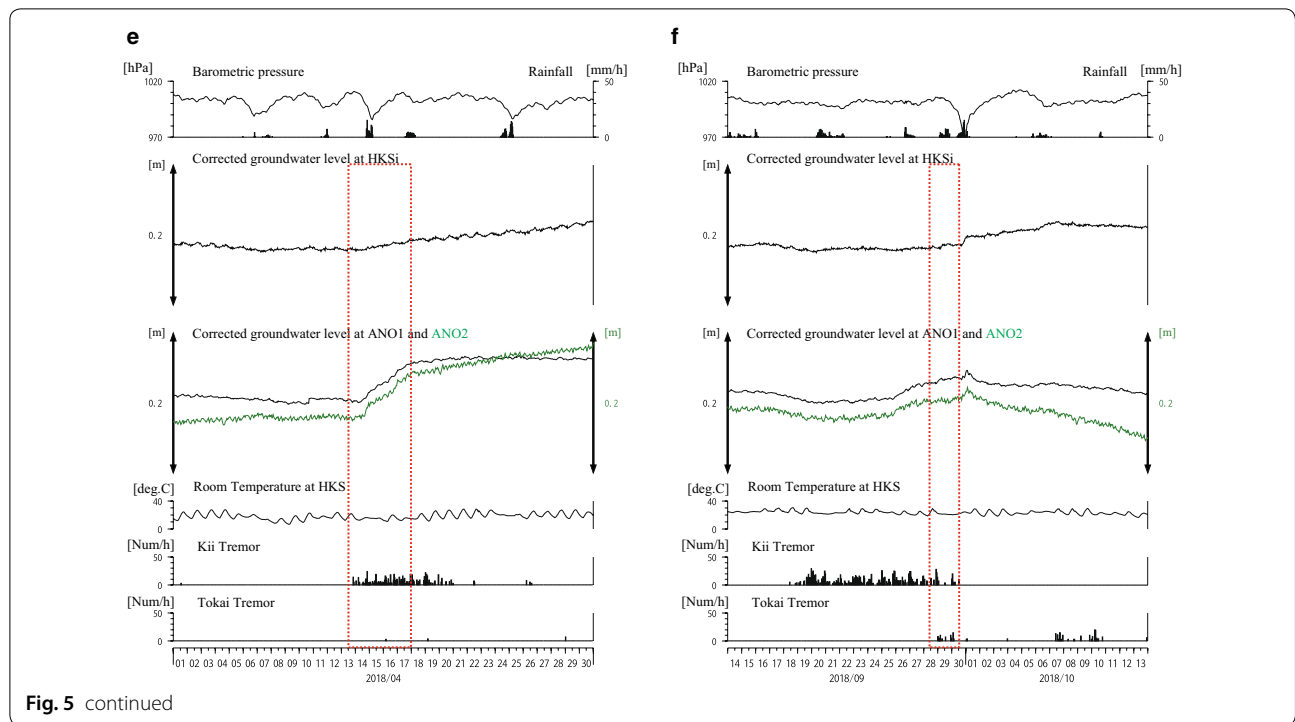 e
[hPa] Barometric pressure Rainfall [mm/h]
1020 50
970 0
[m] Corrected groundwater level at HKSi
0.2
[m] Corrected groundwater level at ANO1 and ANO2 [m]
0.2 0.2
[deg.C] Room Temperature at HKS
40
0
[Num/h] Kii Tremor
50
0
[Num/h] Tokai Tremor
50
0
01 02 03 04 05 06 07 08 09 10 11 12 13 14 15 16 17 18 19 20 21 22 23 24 25 26 27 28 29 30
2018/04
f
[hPa] Barometric pressure Rainfall [mm/h]
1020 50
970 0
[m] Corrected groundwater level at HKSi
0.2
[m] Corrected groundwater level at ANO1 and ANO2 [m]
0.2 0.2
[deg.C] Room Temperature at HKS
40
0
[Num/h] Kii Tremor
50
0
[Num/h] Tokai Tremor
50
0
14 15 16 17 18 19 20 21 22 23 24 25 26 27 28 29 30 01 02 03 04 05 06 07 08 09 10 11 12 13
2018/09 2018/10
Fig. 5 continued